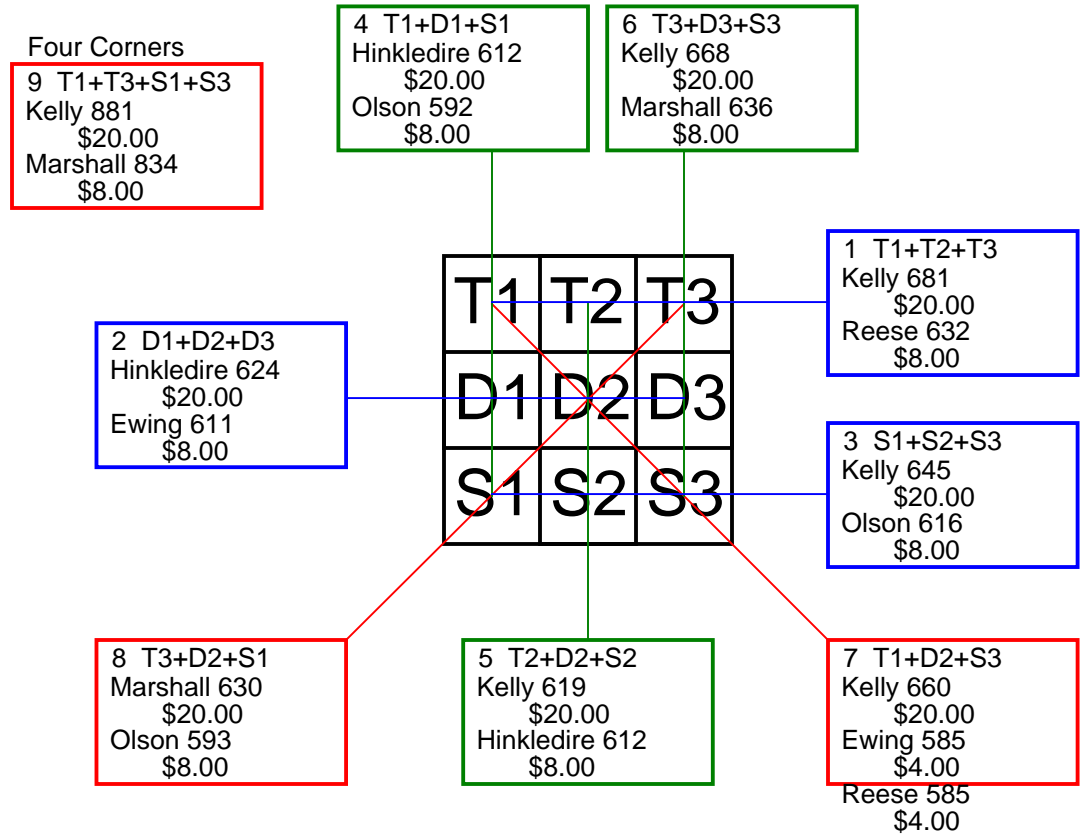 Four Corners
9 T1+T3+S1+S3
Kelly 881
$20.00
Marshall 834
$8.00
4 T1+D1+S1
Hinkledire 612
$20.00
Olson 592
$8.00
6 T3+D3+S3
Kelly 668
$20.00
Marshall 636
$8.00
1 T1+T2+T3
Kelly 681
$20.00
Reese 632
$8.00
2 D1+D2+D3
Hinkledire 624
$20.00
Ewing 611
$8.00
T1 T2 T3
D1 D2 D3
S1 S2 S3
3 S1+S2+S3
Kelly 645
$20.00
Olson 616
$8.00
8 T3+D2+S1
Marshall 630
$20.00
Olson 593
$8.00
5 T2+D2+S2
Kelly 619
$20.00
Hinkledire 612
$8.00
7 T1+D2+S3
Kelly 660
$20.00
Ewing 585
$4.00
Reese 585
$4.00